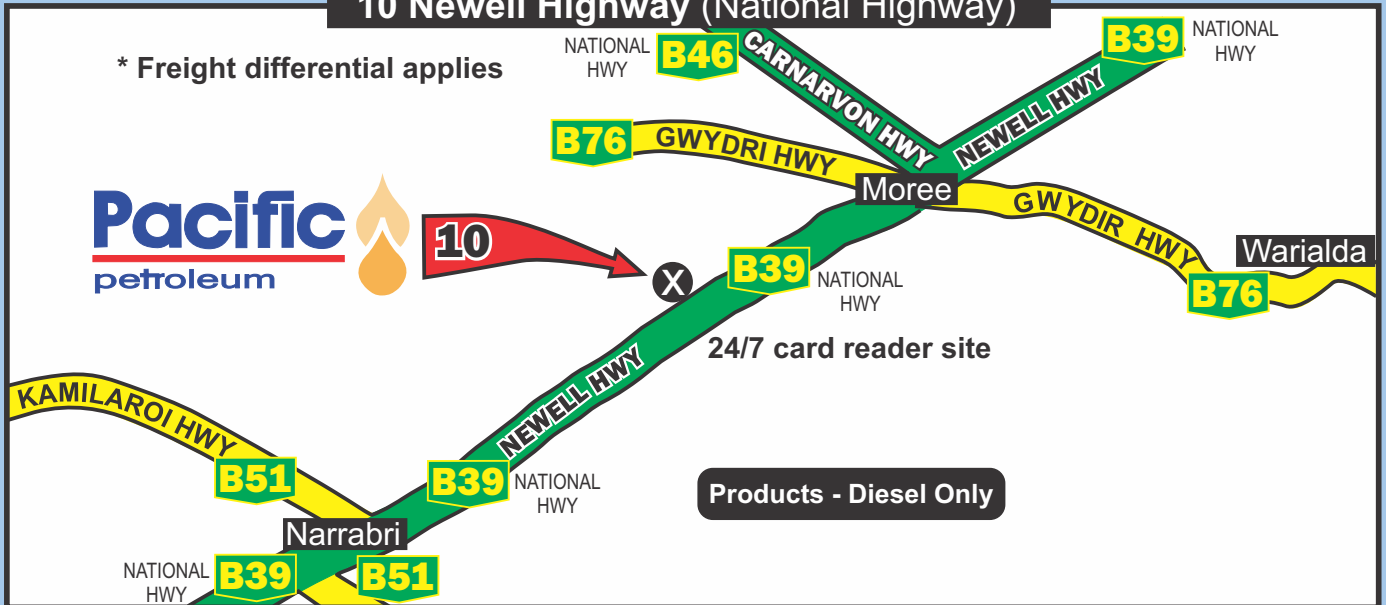 10 Newell Highway (National Highway)
* Freight differential applies
NATIONAL
HWY
B46
CARNARVON HWY
B39
NATIONAL
HWY
NEWELL HWY
B76
GWYDRI HWY
Moree
GWYDIR HWY
Warialda
B76
Pacific
petroleum
10
X
B39
NATIONAL
HWY
24/7 card reader site
NEWELL HWY
KAMILAROI HWY
B51
B39
NATIONAL
HWY
Products - Diesel Only
Narrabri
NATIONAL
HWY
B39
B51